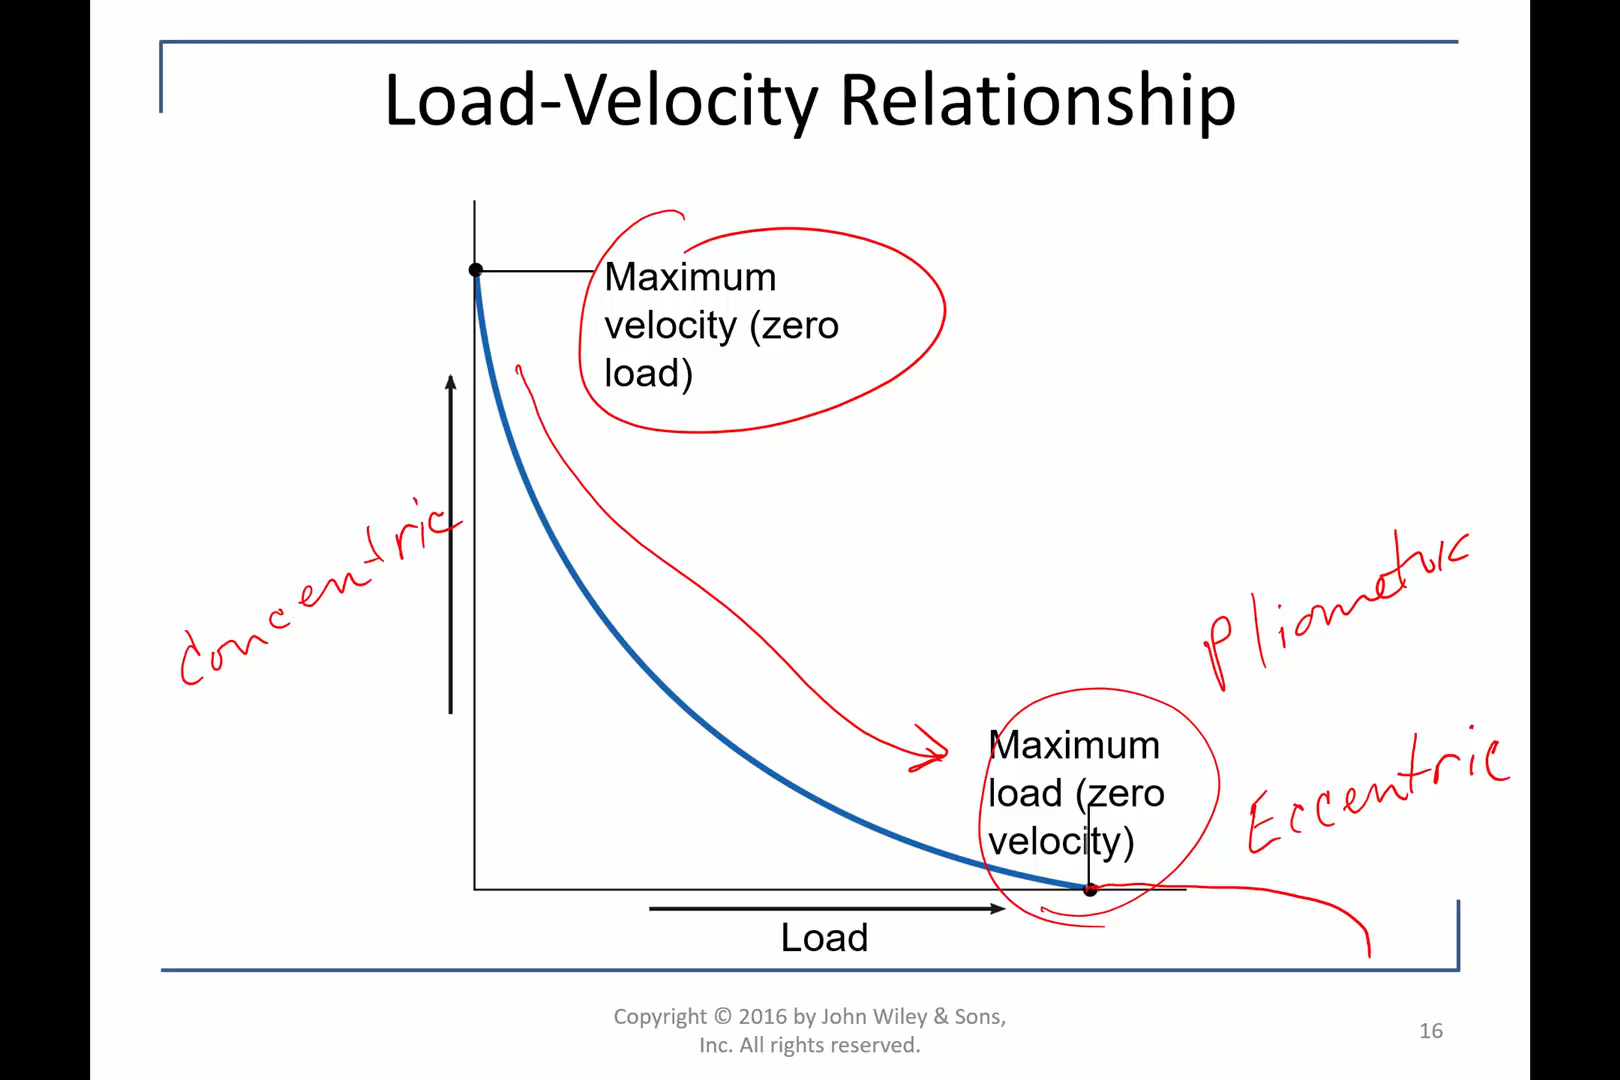 Load-Velocity Relationship
Maximum
velocity (zero
load)
Concentric
Pliometric
Maximum
load (zero
velocity)
Eccentric
Load
Copyright © 2016 by John Wiley & Sons,
Inc. All rights reserved.
16